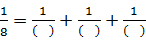 1/8 = 1/( ) + 1/( ) + 1/( )